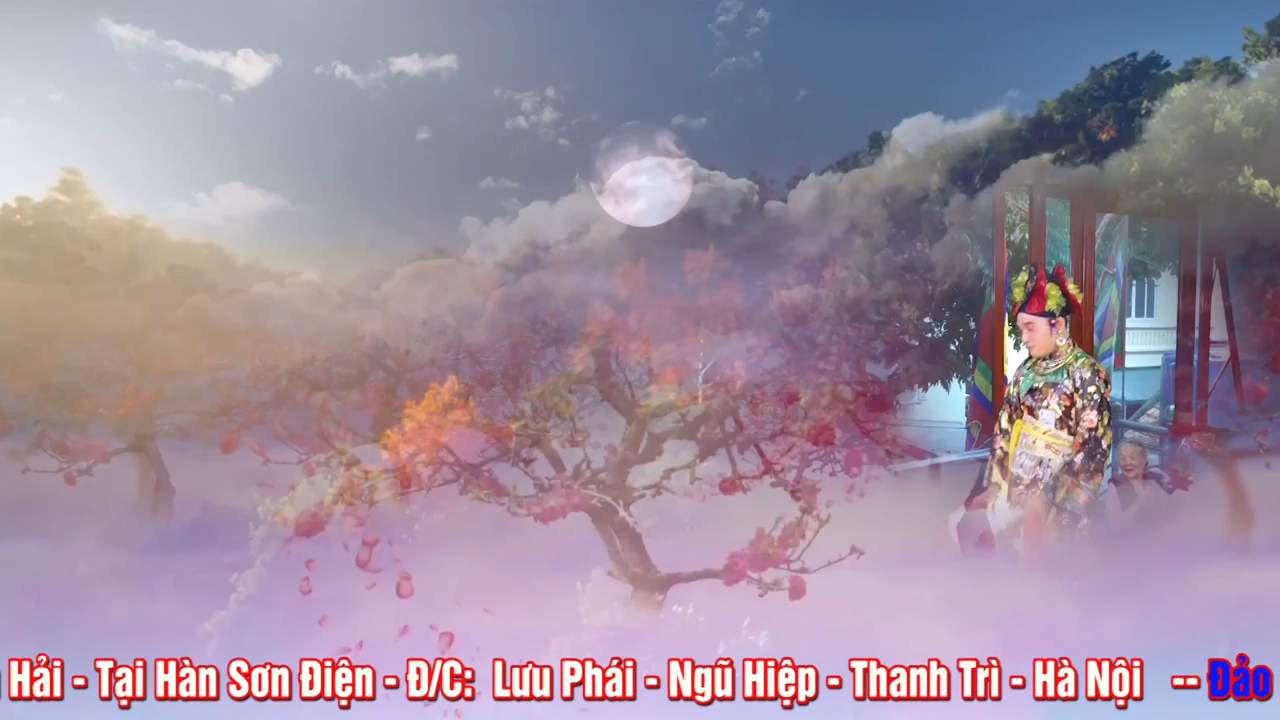 Hải - Tại Hàn Sơn Điện - Đ/C: Lưu Phái - Ngũ Hiệp - Thanh Trì - Hà Nội -- Đảo